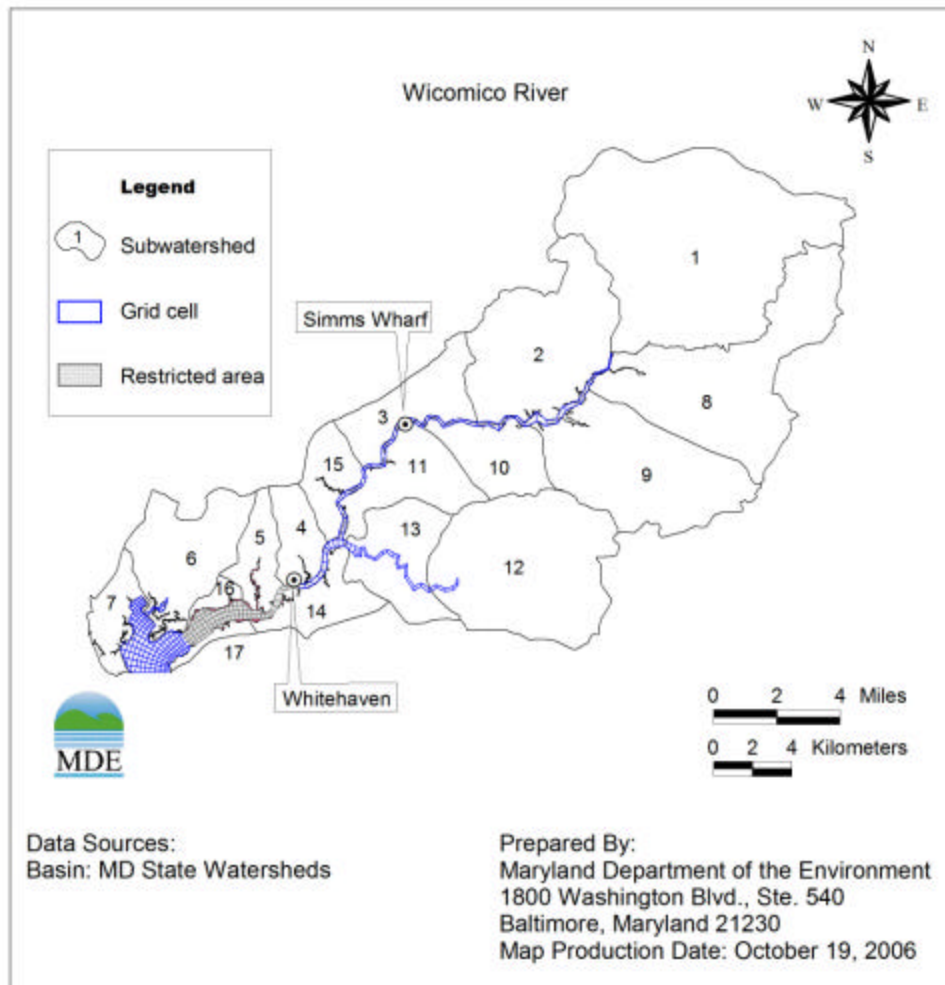 Wicomico River
N
W
E
S
Legend
1
Subwatershed
Grid cell
Restricted area
Simms Wharf
1
2
3
8
15
11
10
9
4
5
13
6
12
16
7
14
17
Whitehaven
0 2 4 Miles
0 2 4 Kilometers
MDE
Data Sources:
Basin: MD State Watersheds
Prepared By:
Maryland Department of the Environment
1800 Washington Blvd., Ste. 540
Baltimore, Maryland 21230
Map Production Date: October 19, 2006